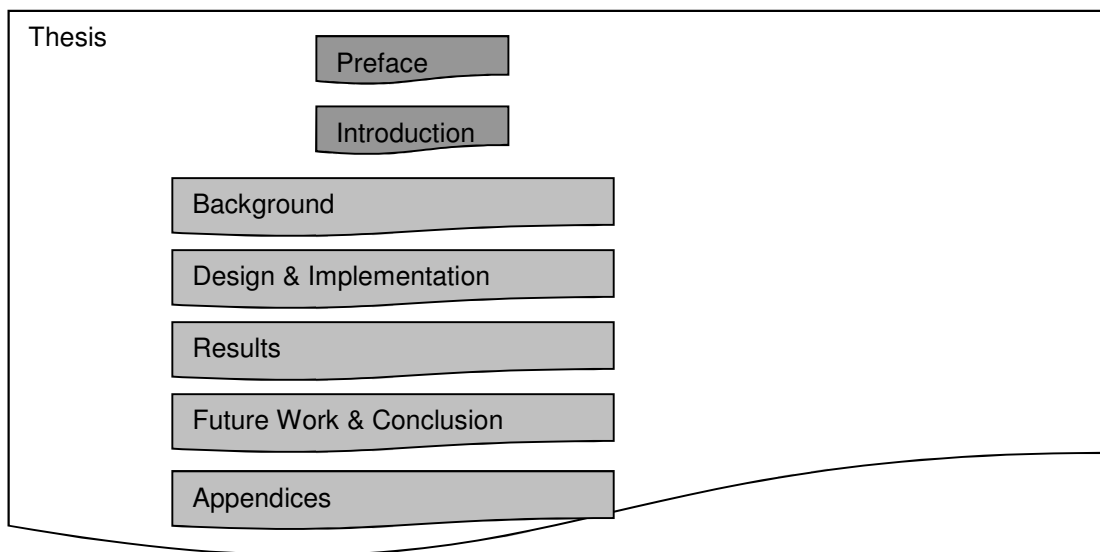 Thesis
Preface
Introduction
Background
Design & Implementation
Results
Future Work & Conclusion
Appendices